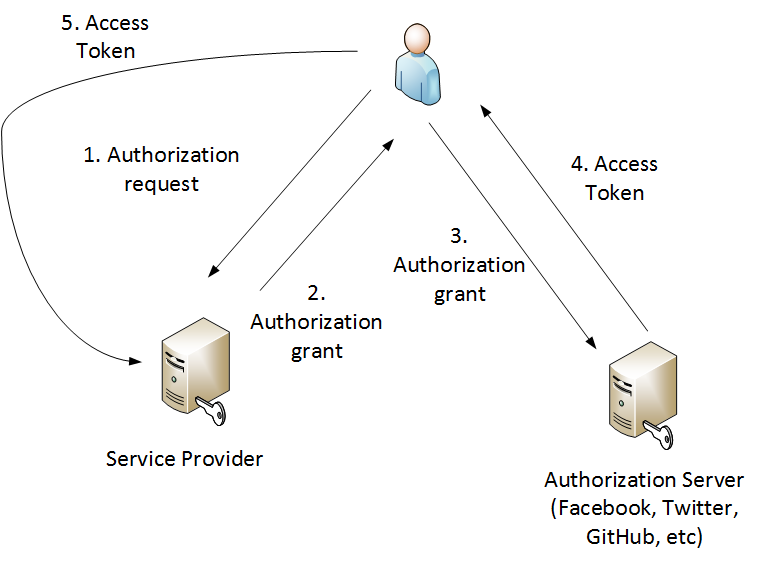 5. Access
Token
1. Authorization
request
2.
Authorization
grant
3.
Authorization
grant
4. Access
Token
Service Provider
Authorization Server
(Facebook, Twitter,
GitHub, etc)